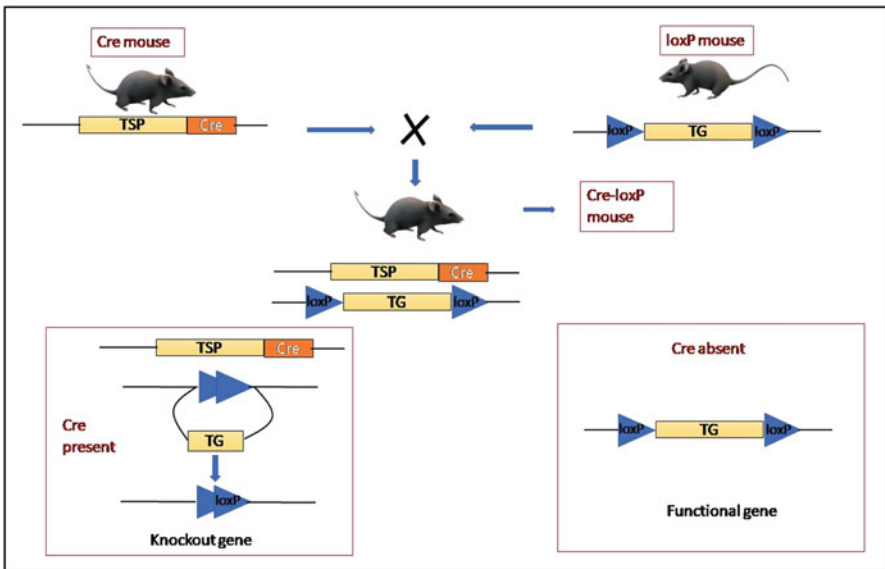 Cre mouse
loxP mouse
TSP Cre
loxP TG loxP
X
Cre-loxP
mouse
TSP Cre
loxP TG loxP
TSP Cre
Cre
present
TG
loxP
Knockout gene
Cre absent
loxP TG loxP
Functional gene